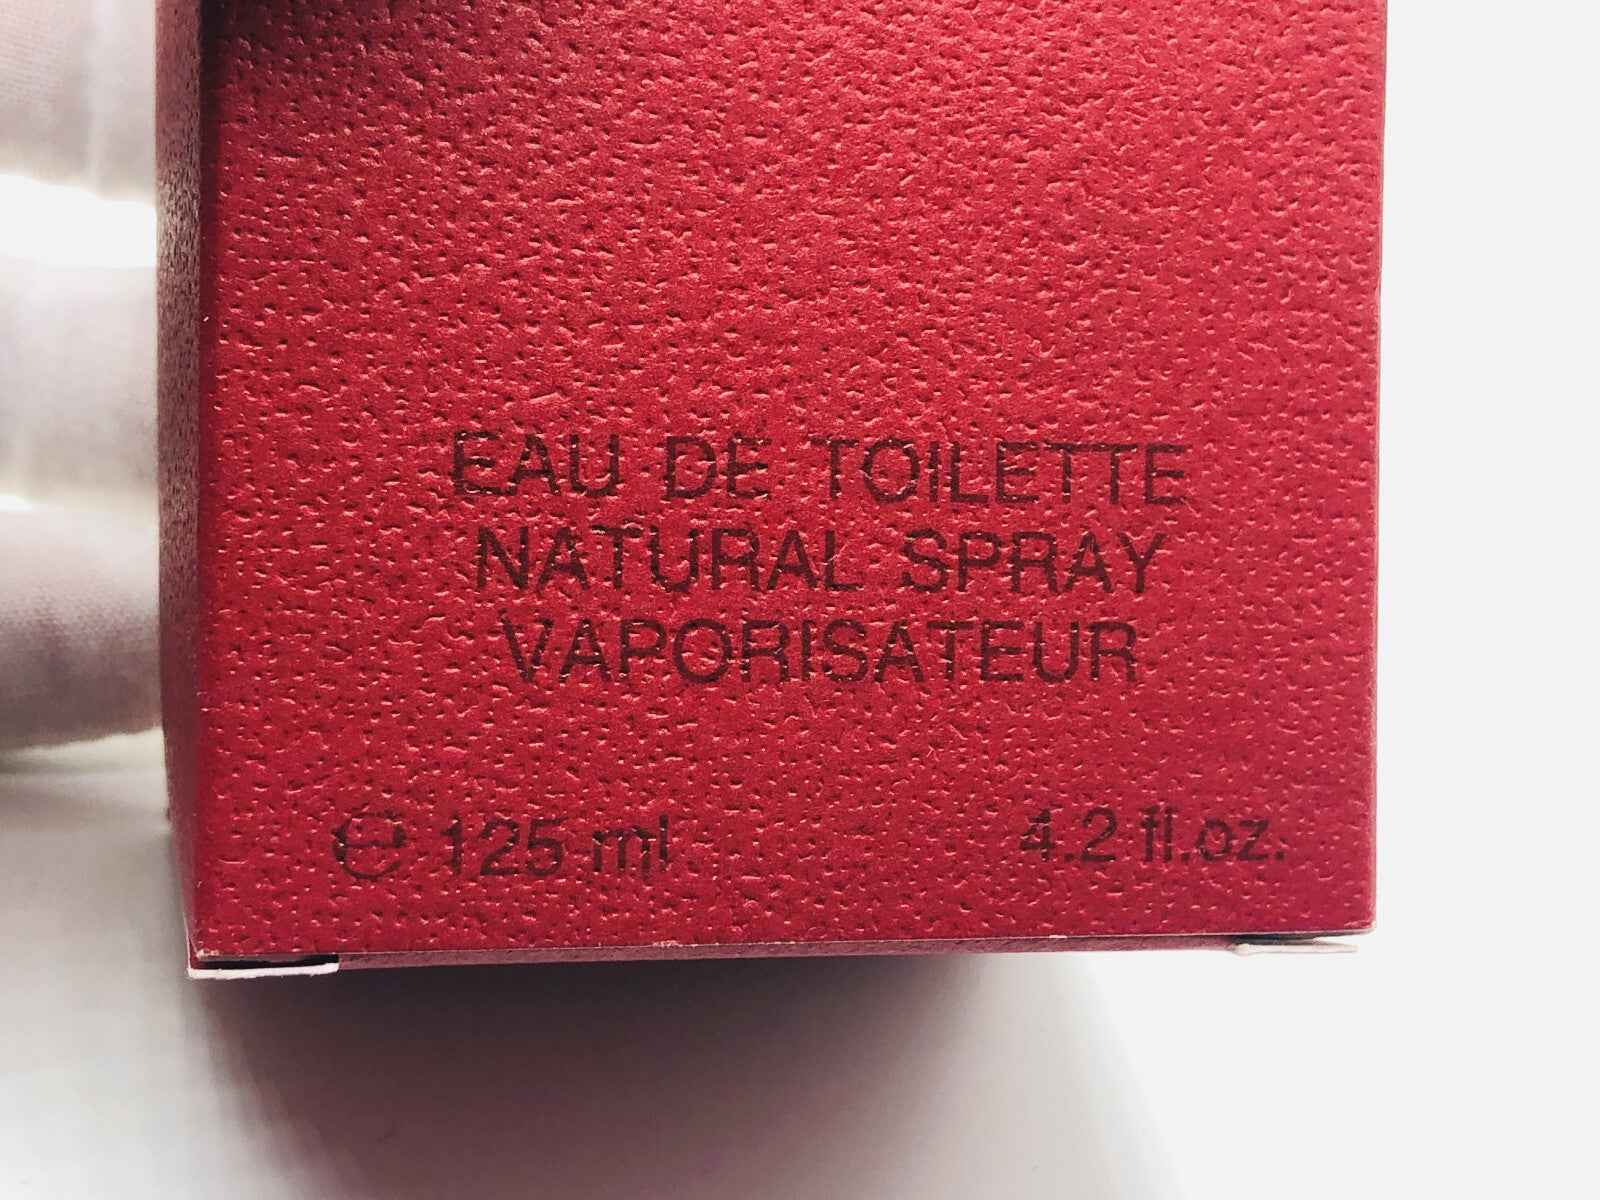 EAU DE TOILETTE
NATURAL SPRAY
VAPORISATEUR
℮ 125 ml 4.2 fl.oz.